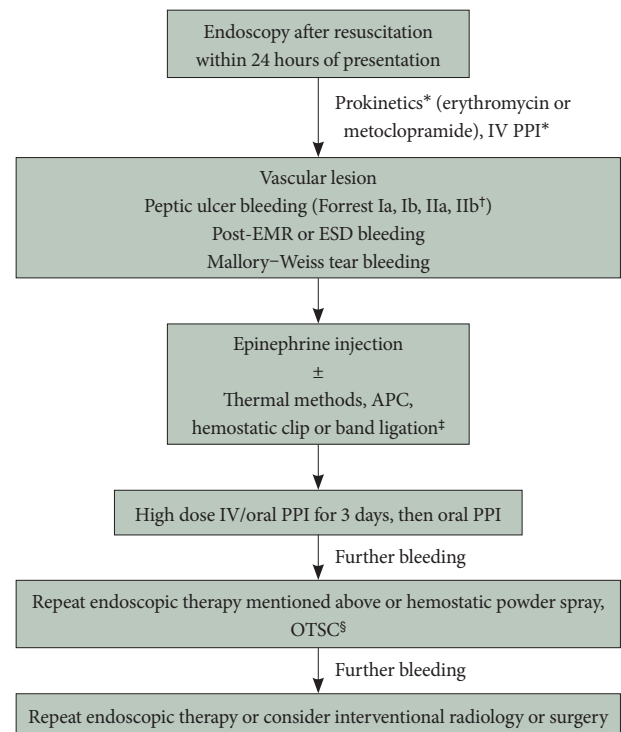 Endoscopy after resuscitation
within 24 hours of presentation
Prokinetics* (erythromycin or
metoclopramide), IV PPI*
Vascular lesion
Peptic ulcer bleeding (Forrest Ia, Ib, IIa, IIb†)
Post-EMR or ESD bleeding
Mallory−Weiss tear bleeding
Epinephrine injection
±
Thermal methods, APC,
hemostatic clip or band ligation‡
High dose IV/oral PPI for 3 days, then oral PPI
Further bleeding
Repeat endoscopic therapy mentioned above or hemostatic powder spray,
OTSC§
Further bleeding
Repeat endoscopic therapy or consider interventional radiology or surgery